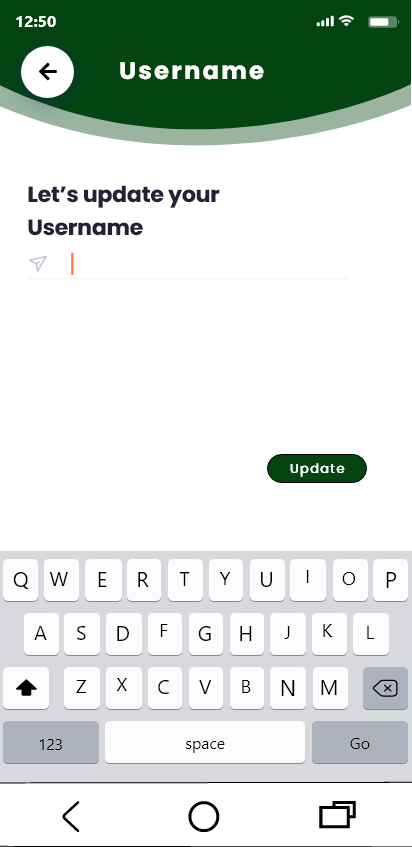 12:50
Username
Let’s update your
Username
Update
Q W E R T Y U I O P
A S D F G H J K L
Z X C V B N M
123 space Go